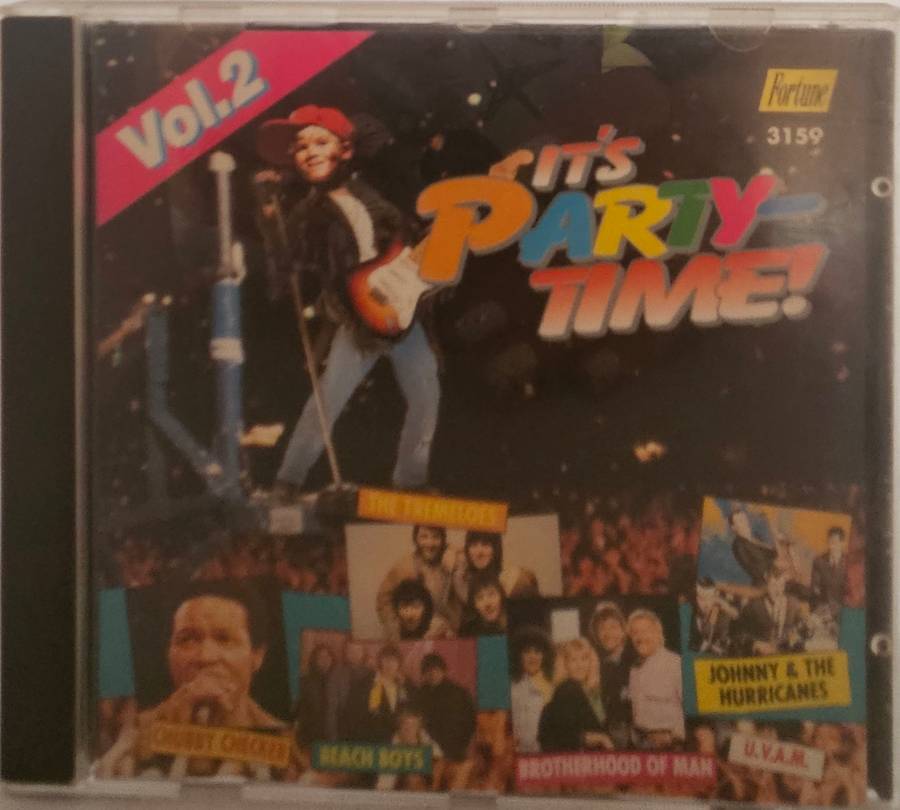 Vol.2
Fortune
3159
IT'S
PARTY-
TIME!
THE TREMELOES
JOHNNY & THE
HURRICANES
CHUBBY CHECKER
BEACH BOYS
BROTHERHOOD OF MAN
U.V.A.M.